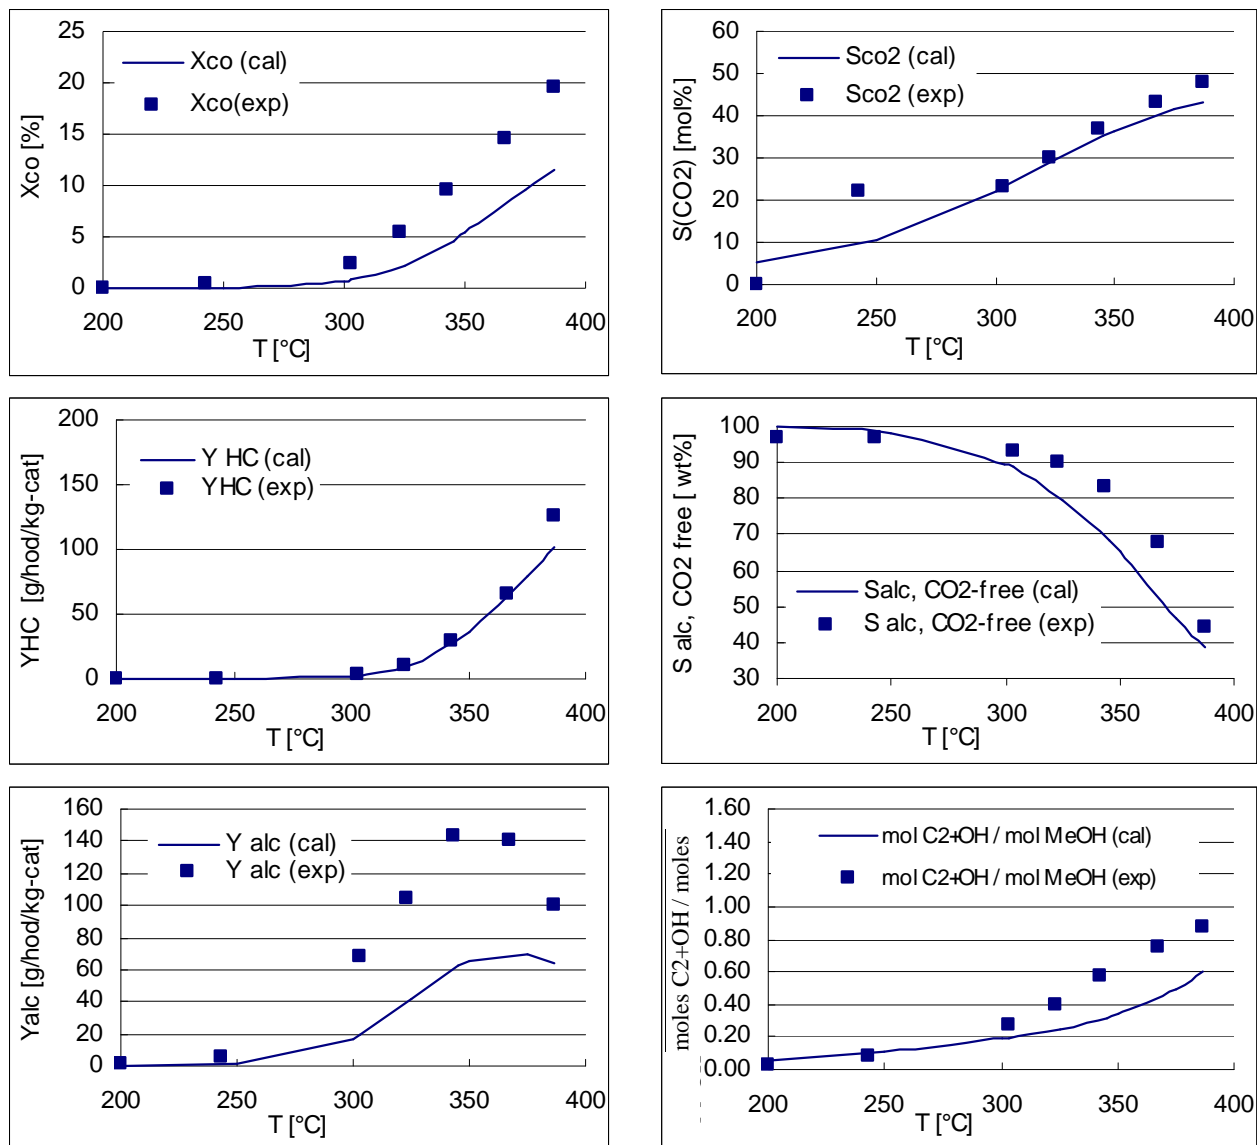 25
20
15
10
5
0
Xco [%]
Xco (cal)
Xco(exp)
200 250 300 350 400
T [°C]
60
50
40
30
20
10
0
S(CO2) [mol%]
Sco2 (cal)
Sco2 (exp)
200 250 300 350 400
T [°C]
200
150
100
50
0
YHC [g/hod/kg-cat]
Y HC (cal)
YHC (exp)
200 250 300 350 400
T [°C]
100
90
80
70
60
50
40
30
S alc, CO2 free [ wt%]
Salc, CO2-free (cal)
S alc, CO2-free (exp)
200 250 300 350 400
T [°C]
160
140
120
100
80
60
40
20
0
Yalc [g/hod/kg-cat]
Y alc (cal)
Y alc (exp)
200 250 300 350 400
T [°C]
1.60
1.40
1.20
1.00
0.80
0.60
0.40
0.20
0.00
moles C2+OH / moles
mol C2+OH / mol MeOH (cal)
mol C2+OH / mol MeOH (exp)
200 250 300 350 400
T [°C]